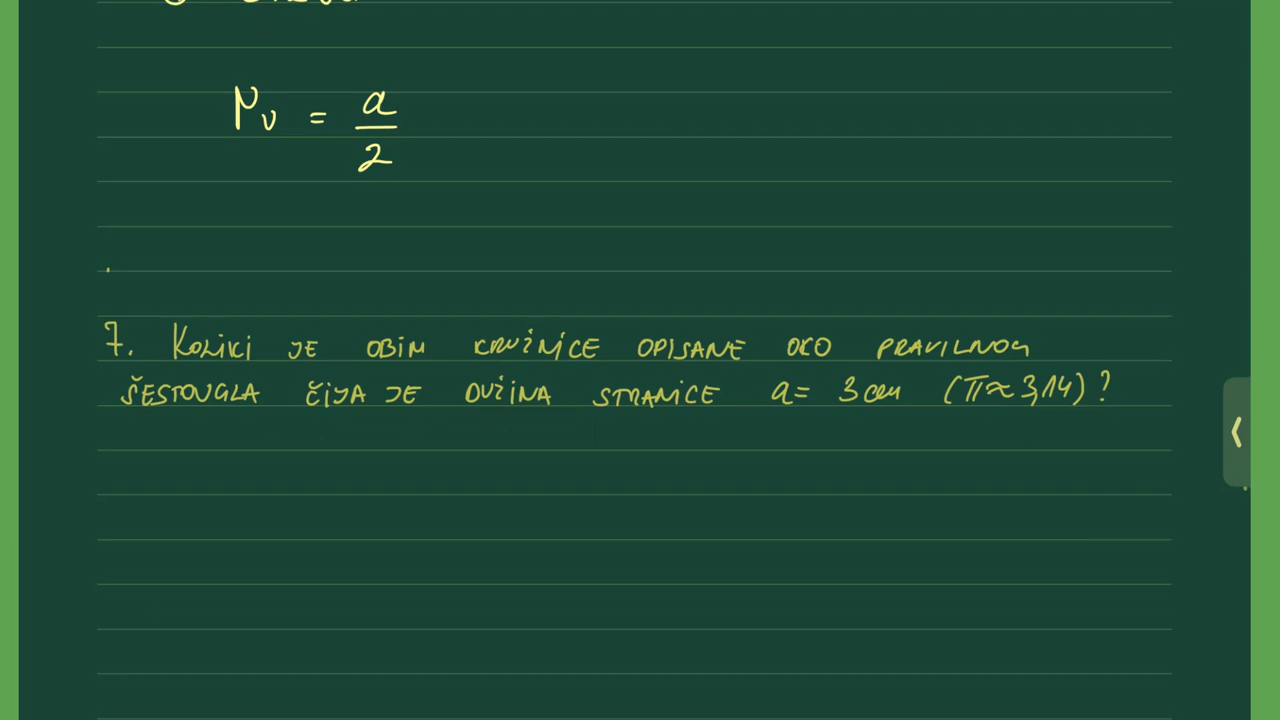 r_v = a/2
7. KOLIKI JE OBIM KRUŽNICE OPISANE OKO PRAVILNOG
ŠESTOUGLA ČIJA JE DUŽINA STRANICE a = 3cm (π≈3,14)?